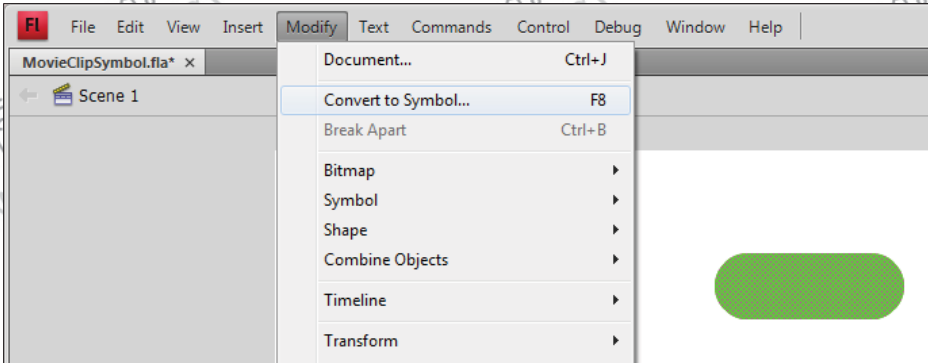 FL File Edit View Insert Modify Text Commands Control Debug Window Help
MovieClipSymbol.fla* ×
Scene 1
Document... Ctrl+J
Convert to Symbol... F8
Break Apart Ctrl+B
Bitmap
Symbol
Shape
Combine Objects
Timeline
Transform